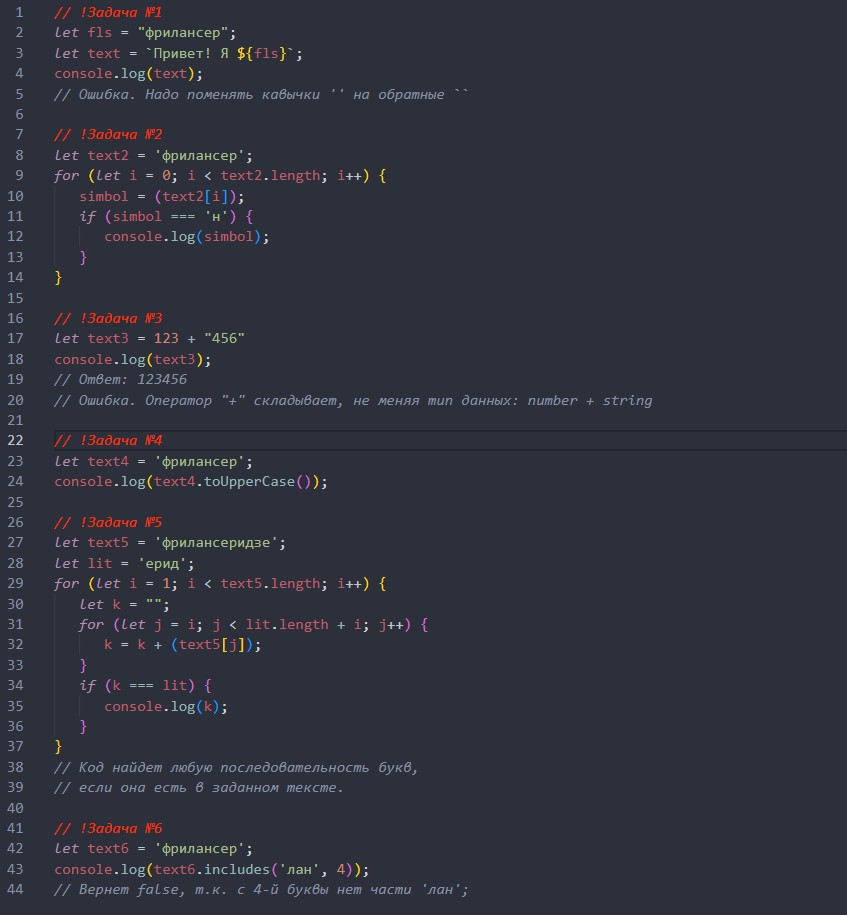 1 // !Задача №1
2 let fls = "фрилансер";
3 let text = `Привет! Я ${fls}`;
4 console.log(text);
5 // Ошибка. Надо поменять кавычки '' на обратные ``
6
7 // !Задача №2
8 let text2 = 'фрилансер';
9 for (let i = 0; i < text2.length; i++) {
10 simbol = (text2[i]);
11 if (simbol === 'н') {
12 console.log(simbol);
13 }
14 }
15
16 // !Задача №3
17 let text3 = 123 + "456"
18 console.log(text3);
19 // Ответ: 123456
20 // Ошибка. Оператор "+" складывает, не меняя тип данных: number + string
21
22 // !Задача №4
23 let text4 = 'фрилансер';
24 console.log(text4.toUpperCase());
25
26 // !Задача №5
27 let text5 = 'фрилансеридзе';
28 let lit = 'ерид';
29 for (let i = 1; i < text5.length; i++) {
30 let k = "";
31 for (let j = i; j < lit.length + i; j++) {
32 k = k + (text5[j]);
33 }
34 if (k === lit) {
35 console.log(k);
36 }
37 }
38 // Код найдет любую последовательность букв,
39 // если она есть в заданном тексте.
40
41 // !Задача №6
42 let text6 = 'фрилансер';
43 console.log(text6.includes('лан', 4));
44 // Вернет false, т.к. с 4-й буквы нет части 'лан';